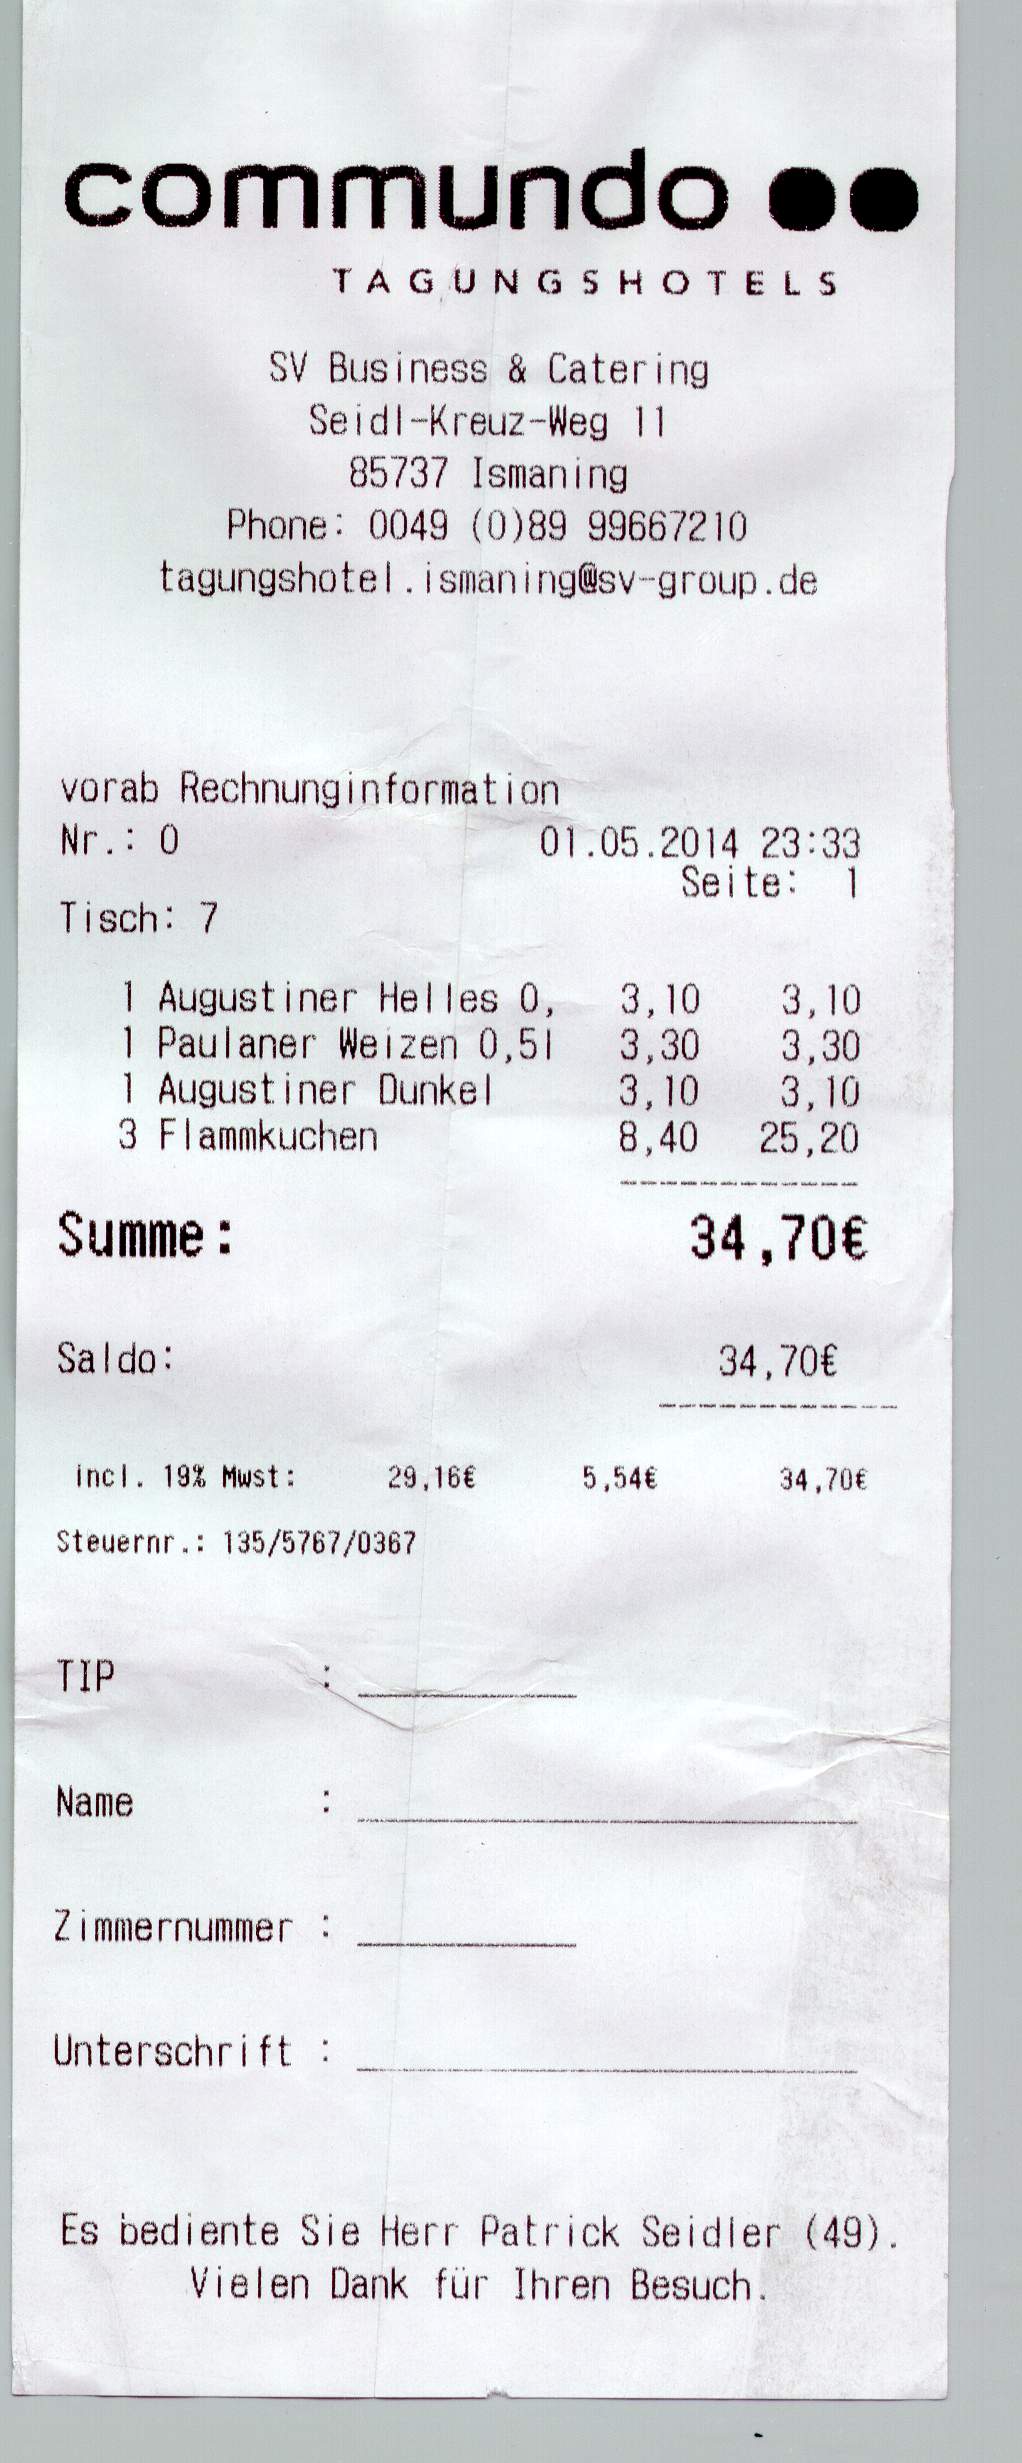 commundo
TAGUNGSHOTELS
SV Business & Catering
Seidl-Kreuz-Weg 11
85737 Ismaning
Phone: 0049 (0)89 99667210
tagungshotel.ismaning@sv-group.de
vorab Rechnunginformation
Nr.: 0 01.05.2014 23:33
Seite: 1
Tisch: 7
1 Augustiner Helles 0, 3,10 3,10
1 Paulaner Weizen 0,5l 3,30 3,30
1 Augustiner Dunkel 3,10 3,10
3 Flammkuchen 8,40 25,20
Summe: 34,70€
Saldo: 34,70€
incl. 19% Mwst: 29,16€ 5,54€ 34,70€
Steuernr.: 135/5767/0367
TIP :
Name :
Zimmernummer :
Unterschrift :
Es bediente Sie Herr Patrick Seidler (49).
Vielen Dank für Ihren Besuch.